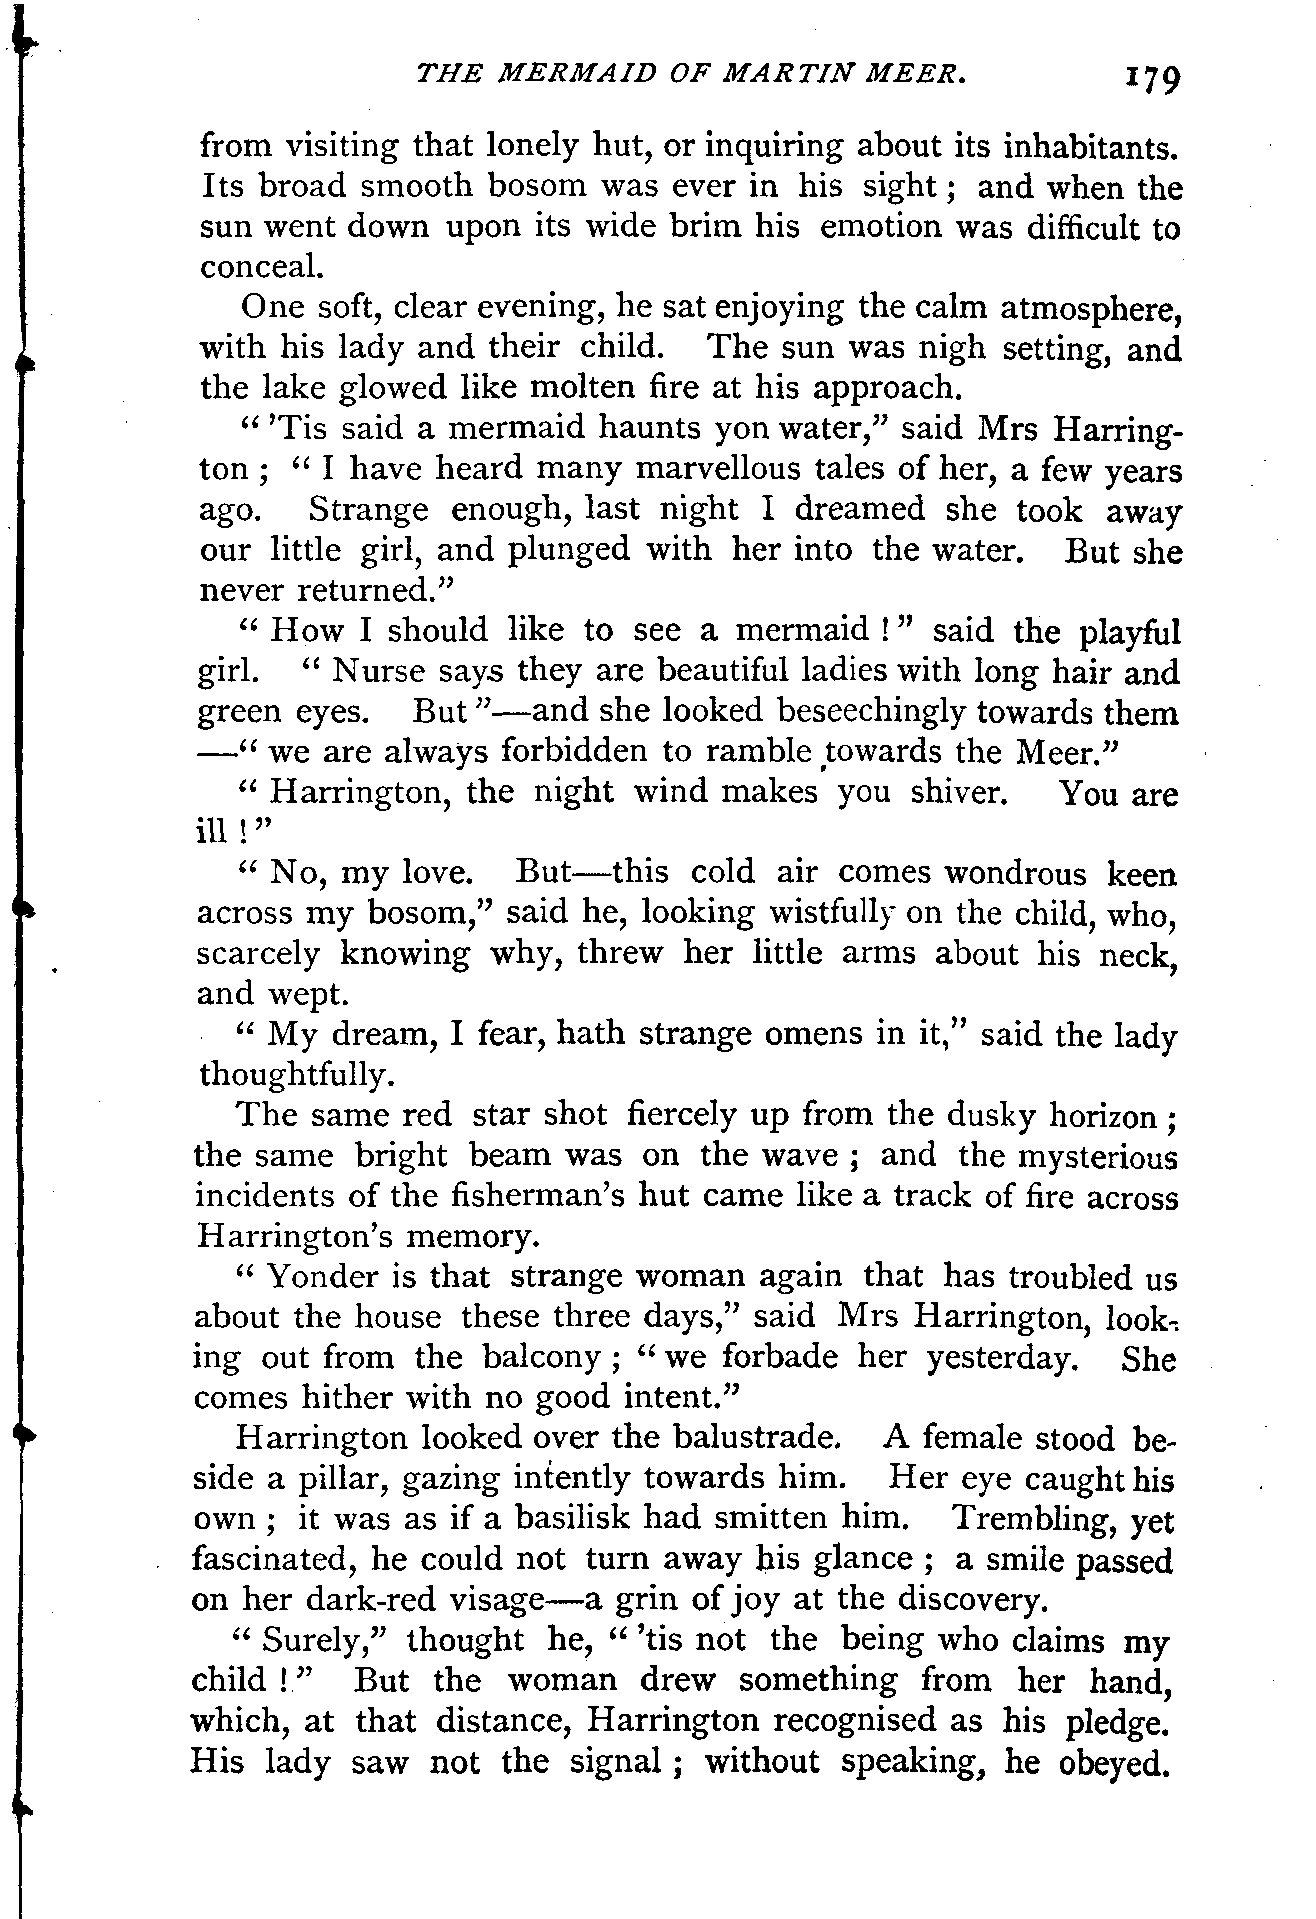 THE MERMAID OF MARTIN MEER. 179
from visiting that lonely hut, or inquiring about its inhabitants.
Its broad smooth bosom was ever in his sight ; and when the
sun went down upon its wide brim his emotion was difficult to
conceal.
One soft, clear evening, he sat enjoying the calm atmosphere,
with his lady and their child. The sun was nigh setting, and
the lake glowed like molten fire at his approach.
“ ’Tis said a mermaid haunts yon water,” said Mrs Harring-
ton ; “ I have heard many marvellous tales of her, a few years
ago. Strange enough, last night I dreamed she took away
our little girl, and plunged with her into the water. But she
never returned.”
“ How I should like to see a mermaid ! ” said the playful
girl. “ Nurse says they are beautiful ladies with long hair and
green eyes. But ”—and she looked beseechingly towards them
—“ we are always forbidden to ramble towards the Meer.”
“ Harrington, the night wind makes you shiver. You are
ill ! ”
“ No, my love. But—this cold air comes wondrous keen
across my bosom,” said he, looking wistfully on the child, who,
scarcely knowing why, threw her little arms about his neck,
and wept.
“ My dream, I fear, hath strange omens in it,” said the lady
thoughtfully.
The same red star shot fiercely up from the dusky horizon ;
the same bright beam was on the wave ; and the mysterious
incidents of the fisherman’s hut came like a track of fire across
Harrington’s memory.
“ Yonder is that strange woman again that has troubled us
about the house these three days,” said Mrs Harrington, look-
ing out from the balcony ; “ we forbade her yesterday. She
comes hither with no good intent.”
Harrington looked over the balustrade. A female stood be-
side a pillar, gazing intently towards him. Her eye caught his
own ; it was as if a basilisk had smitten him. Trembling, yet
fascinated, he could not turn away his glance ; a smile passed
on her dark-red visage—a grin of joy at the discovery.
“ Surely,” thought he, “ ’tis not the being who claims my
child ! ” But the woman drew something from her hand,
which, at that distance, Harrington recognised as his pledge.
His lady saw not the signal ; without speaking, he obeyed.